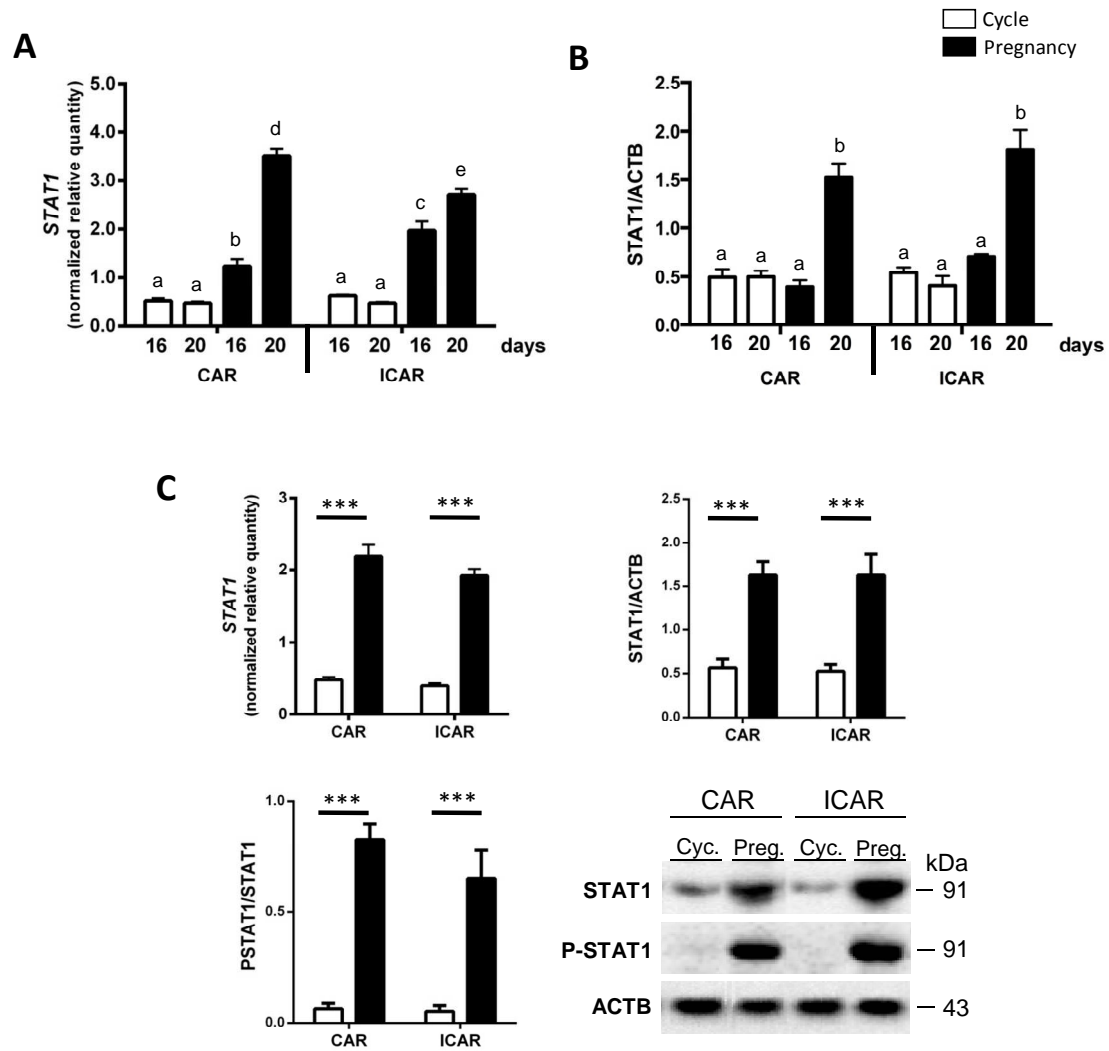 Cycle
Pregnancy
A
STAT1
(normalized relative quantity)
5.0
4.0
3.0
2.0
1.0
0.0
a
a
b
d
a
a
c
e
16 20 16 20 16 20 16 20 days
CAR ICAR
B
STAT1/ACTB
2.5
2.0
1.5
1.0
0.5
0.0
a
a
a
b
a
a
a
b
16 20 16 20 16 20 16 20 days
CAR ICAR
C
STAT1
(normalized relative quantity)
3
2
1
0
*** ***
CAR ICAR
STAT1/ACTB
2.5
2.0
1.5
1.0
0.5
0.0
*** ***
CAR ICAR
PSTAT1/STAT1
1.0
0.5
0.0
*** ***
CAR ICAR
CAR ICAR
Cyc. Preg. Cyc. Preg. kDa
STAT1 — 91
P-STAT1 — 91
ACTB — 43